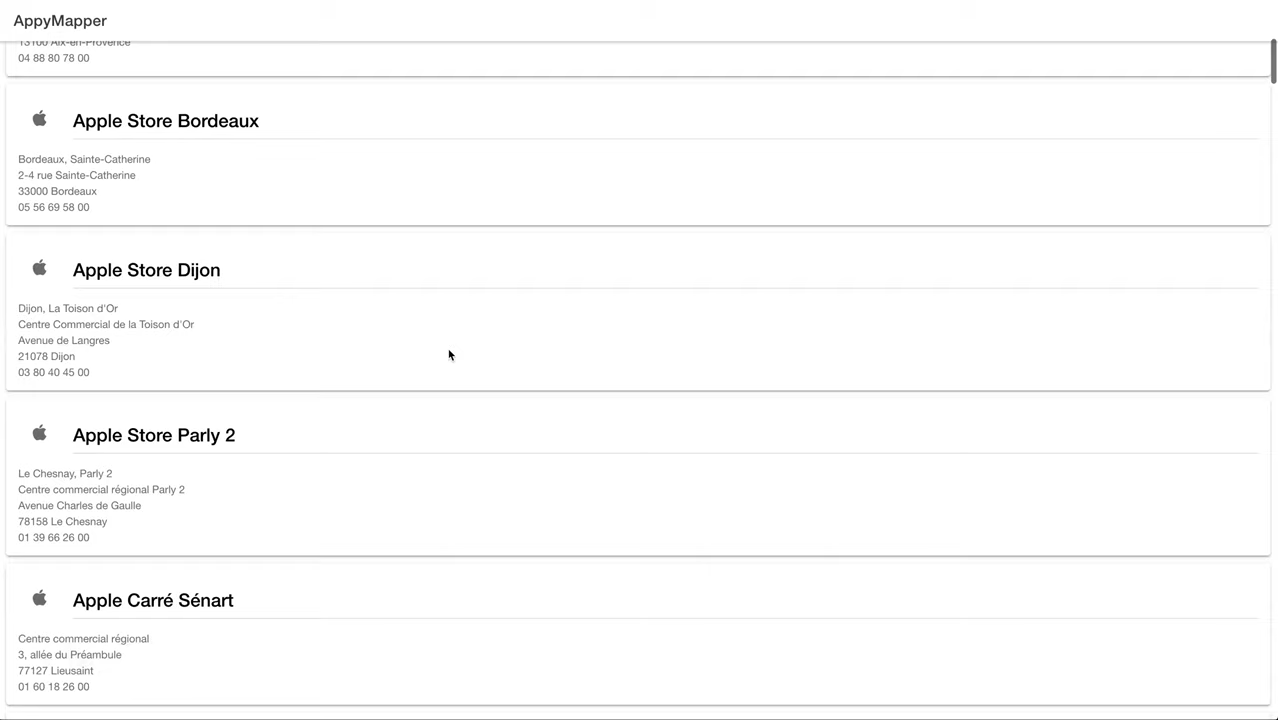 AppyMapper
13100 Aix-en-Provence
04 88 80 78 00
Apple Store Bordeaux
Bordeaux, Sainte-Catherine
2-4 rue Sainte-Catherine
33000 Bordeaux
05 56 69 58 00
Apple Store Dijon
Dijon, La Toison d'Or
Centre Commercial de la Toison d'Or
Avenue de Langres
21078 Dijon
03 80 40 45 00
Apple Store Parly 2
Le Chesnay, Parly 2
Centre commercial régional Parly 2
Avenue Charles de Gaulle
78158 Le Chesnay
01 39 66 26 00
Apple Carré Sénart
Centre commercial régional
3, allée du Préambule
77127 Lieusaint
01 60 18 26 00